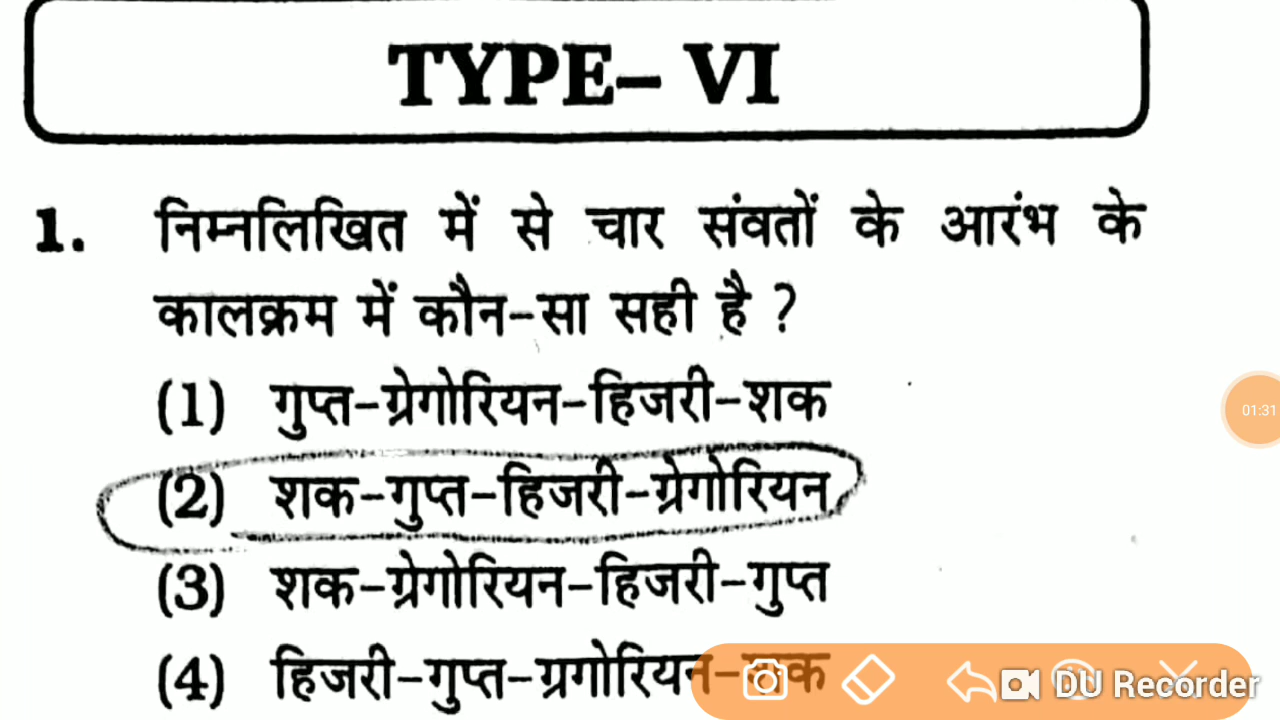 TYPE– VI
1. निम्नलिखित में से चार संवतों के आरंभ के
कालक्रम में कौन-सा सही है ?
(1) गुप्त-ग्रेगोरियन-हिजरी-शक
(2) शक-गुप्त-हिजरी-ग्रेगोरियन
(3) शक-ग्रेगोरियन-हिजरी-गुप्त
(4) हिजरी-गुप्त-ग्रगोरियन-शक
01:31
DU Recorder